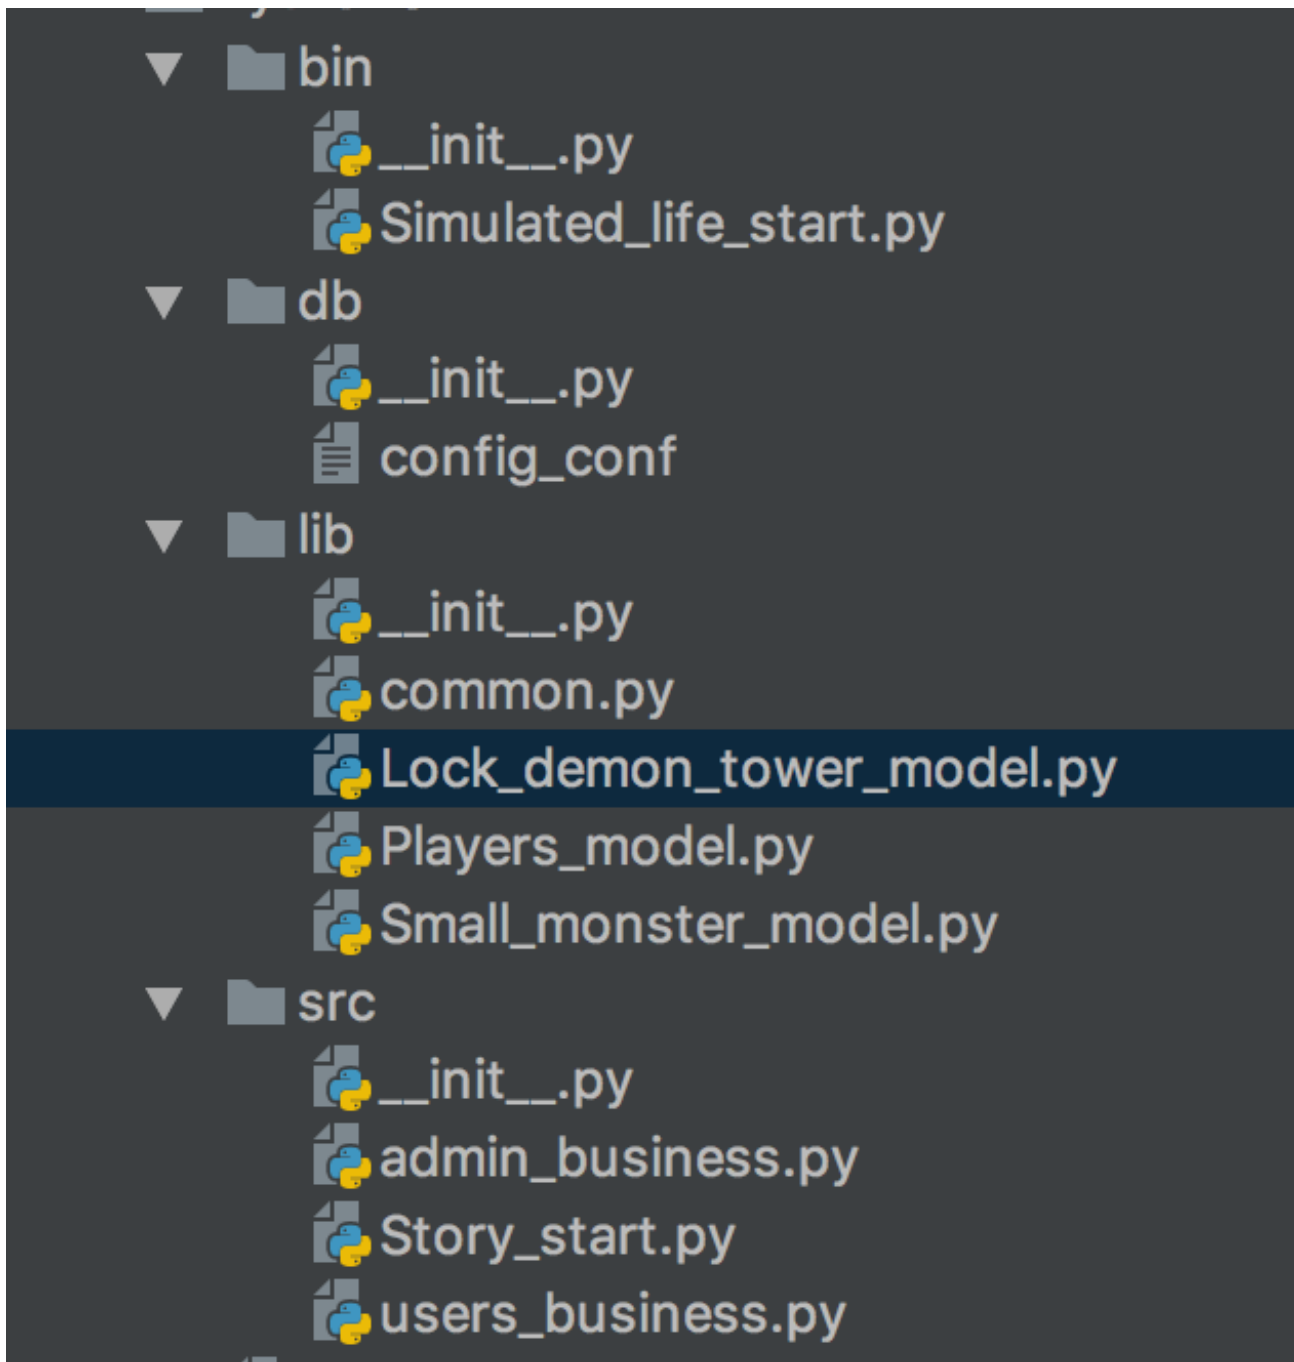 bin
__init__.py
Simulated_life_start.py
db
__init__.py
config_conf
lib
__init__.py
common.py
Lock_demon_tower_model.py
Players_model.py
Small_monster_model.py
src
__init__.py
admin_business.py
Story_start.py
users_business.py